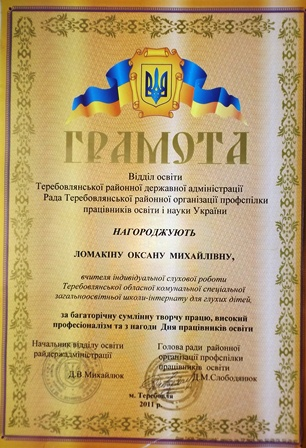 ГРАМОТА
Відділ освіти
Теребовлянської районної державної адміністрації
Рада Теребовлянської районної організації профспілки
працівників освіти і науки України
НАГОРОДЖУЮТЬ
ЛОМАКІНУ ОКСАНУ МИХАЙЛІВНУ,
вчителя індивідуальної слухової роботи
Теребовлянської обласної комунальної спеціальної
загальноосвітньої школи-інтернату для глухих дітей,
за багаторічну сумлінну творчу працю, високий
професіоналізм та з нагоди Дня працівників освіти
Начальник відділу освіти
райдержадміністрації
Д.В.Михайлюк
Голова ради районної
організації профспілки
працівників освіти
Д.М.Слободянюк
м. Теребовля
2011 р